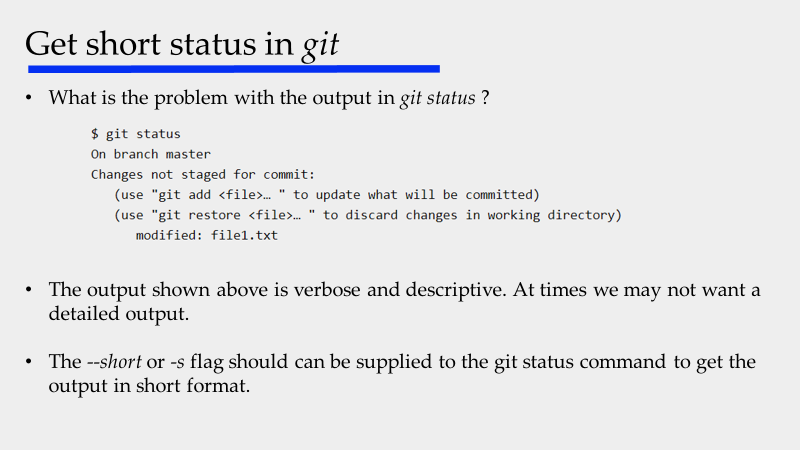 Get short status in git
• What is the problem with the output in git status ?
$ git status
On branch master
Changes not staged for commit:
(use "git add <file>… " to update what will be committed)
(use "git restore <file>… " to discard changes in working directory)
modified: file1.txt
• The output shown above is verbose and descriptive. At times we may not want a
detailed output.
• The --short or -s flag should can be supplied to the git status command to get the
output in short format.